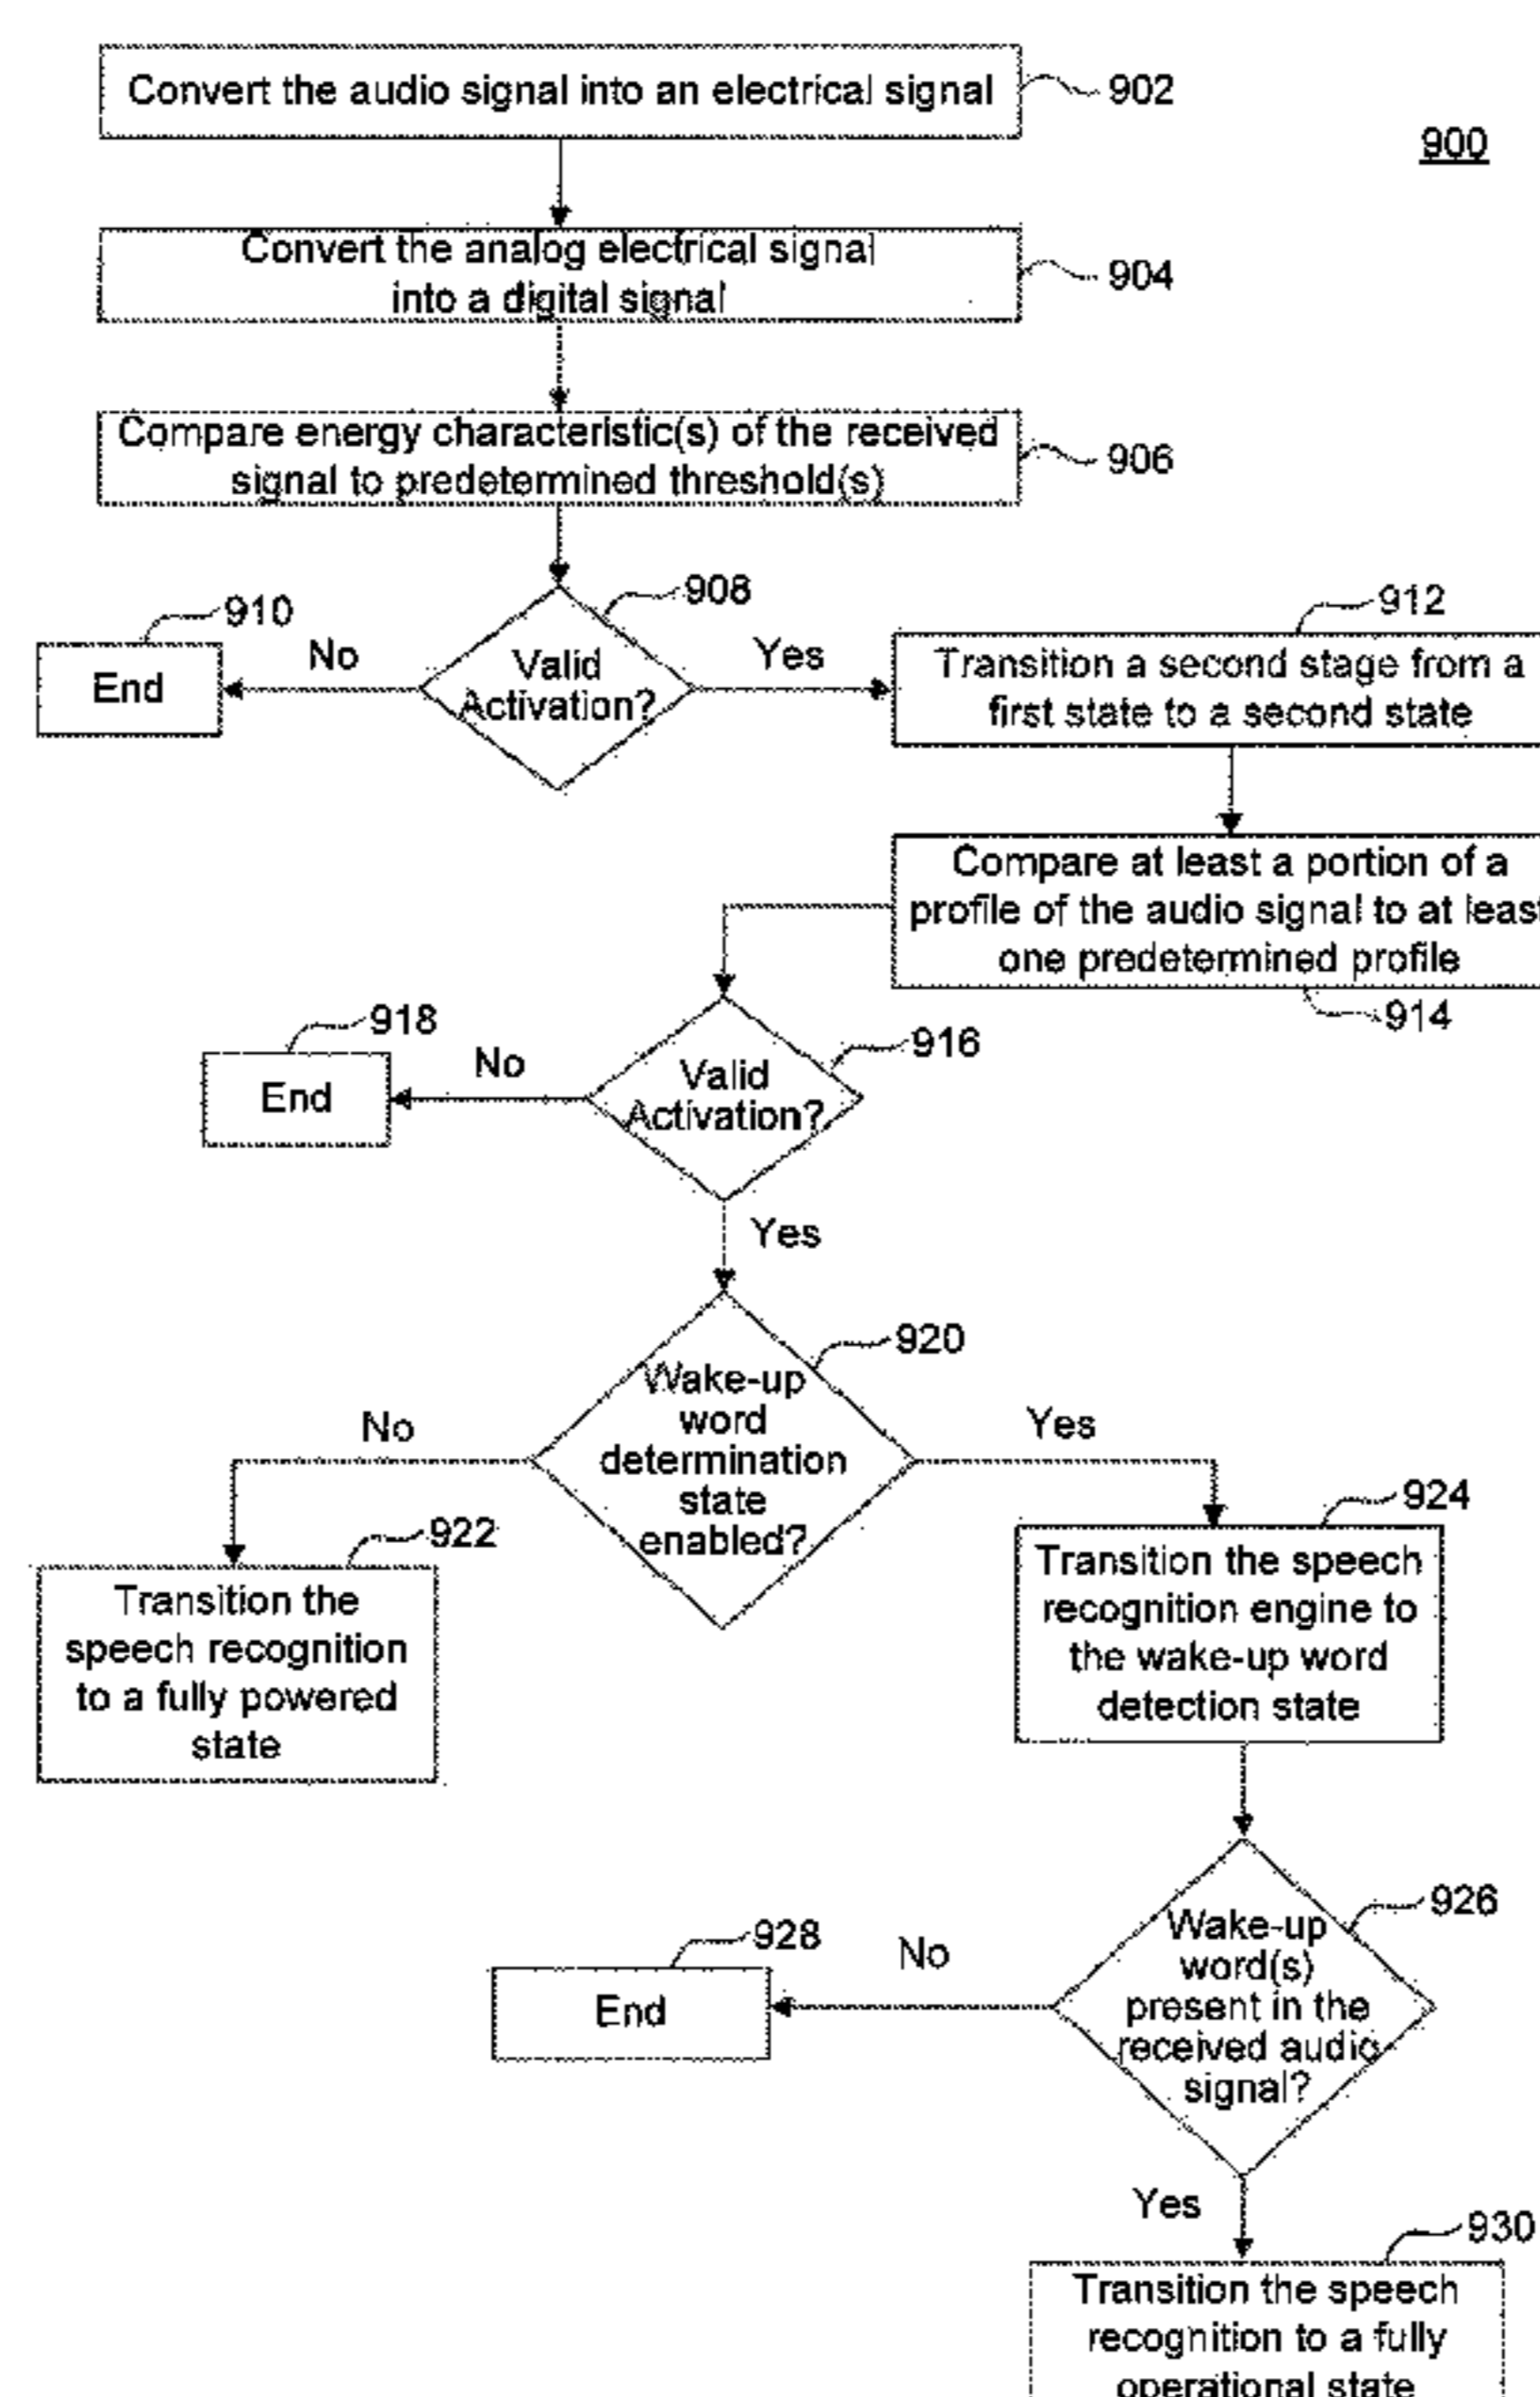 Convert the audio signal into an electrical signal
902
900
Convert the analog electrical signal
into a digital signal
904
Compare energy characteristic(s) of the received
signal to predetermined threshold(s)
906
908
910
912
End
No
Valid
Activation?
Yes
Transition a second stage from a
first state to a second state
Compare at least a portion of a
profile of the audio signal to at least
one predetermined profile
914
918
916
End
No
Valid
Activation?
Yes
920
Wake-up
word
determination
state
enabled?
No
Yes
922
924
Transition the
speech recognition
to a fully powered
state
Transition the speech
recognition engine to
the wake-up word
detection state
926
928
No
End
Wake-up
word(s)
present in the
received audio
signal?
Yes
930
Transition the speech
recognition to a fully
operational state